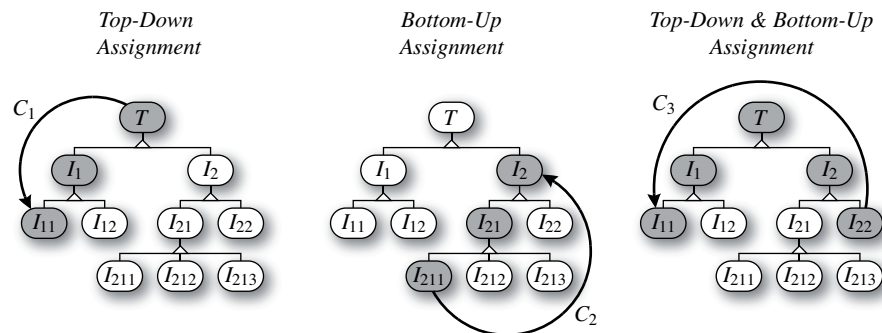 Top-Down
Assignment
C1
T
I1
I2
I11
I12
I21
I22
I211
I212
I213
Bottom-Up
Assignment
T
I1
I2
I11
I12
I21
I22
I211
I212
I213
C2
Top-Down & Bottom-Up
Assignment
C3
T
I1
I2
I11
I12
I21
I22
I211
I212
I213